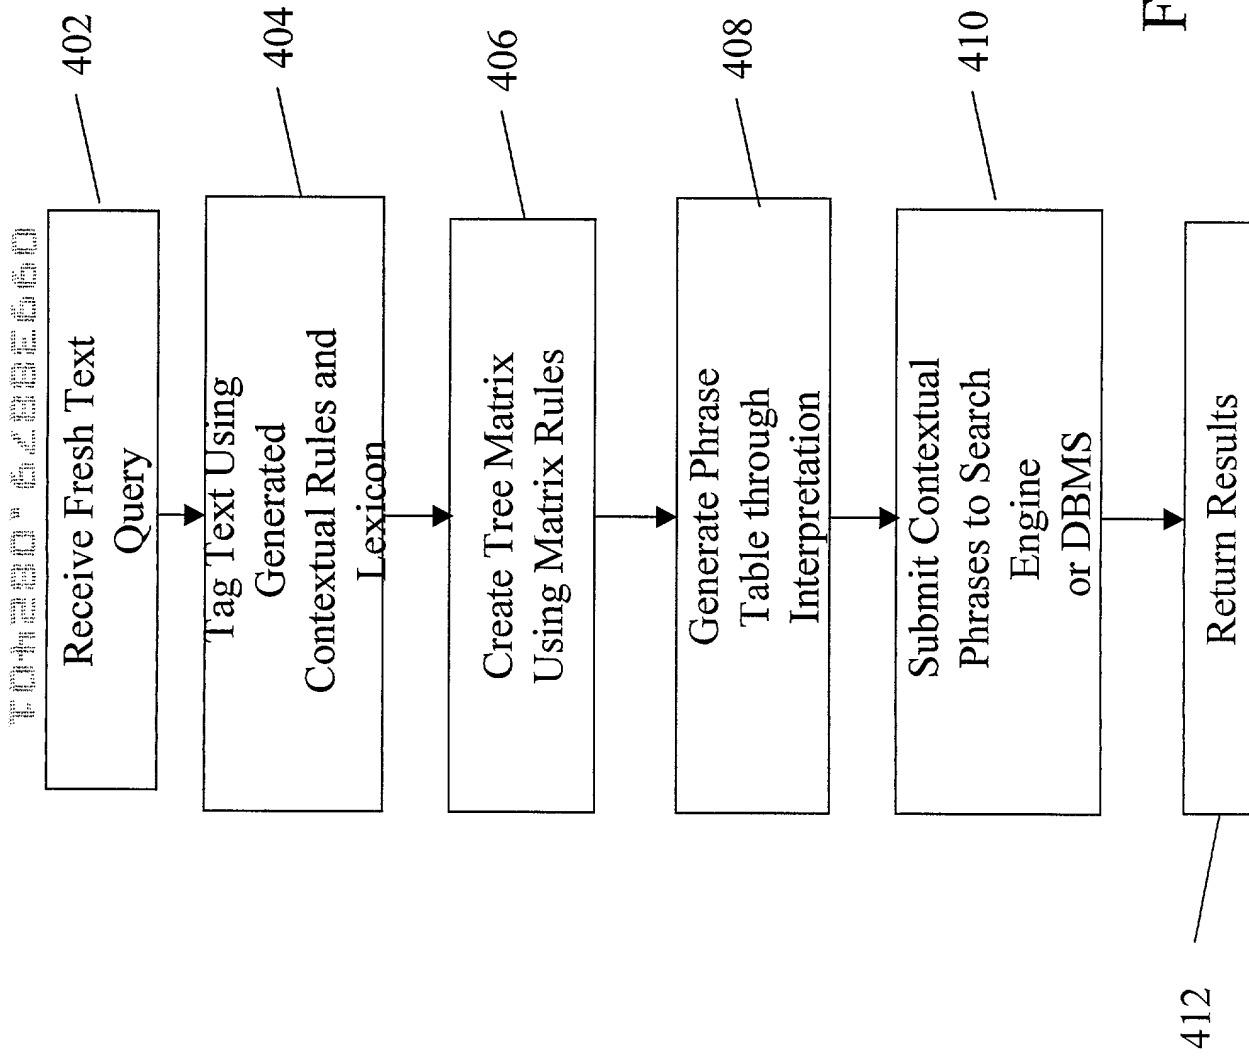 402
Receive Fresh Text
Query
404
Tag Text Using
Generated
Contextual Rules and
Lexicon
406
Create Tree Matrix
Using Matrix Rules
408
Generate Phrase
Table through
Interpretation
410
Submit Contextual
Phrases to Search
Engine
or DBMS
412
Return Results
F